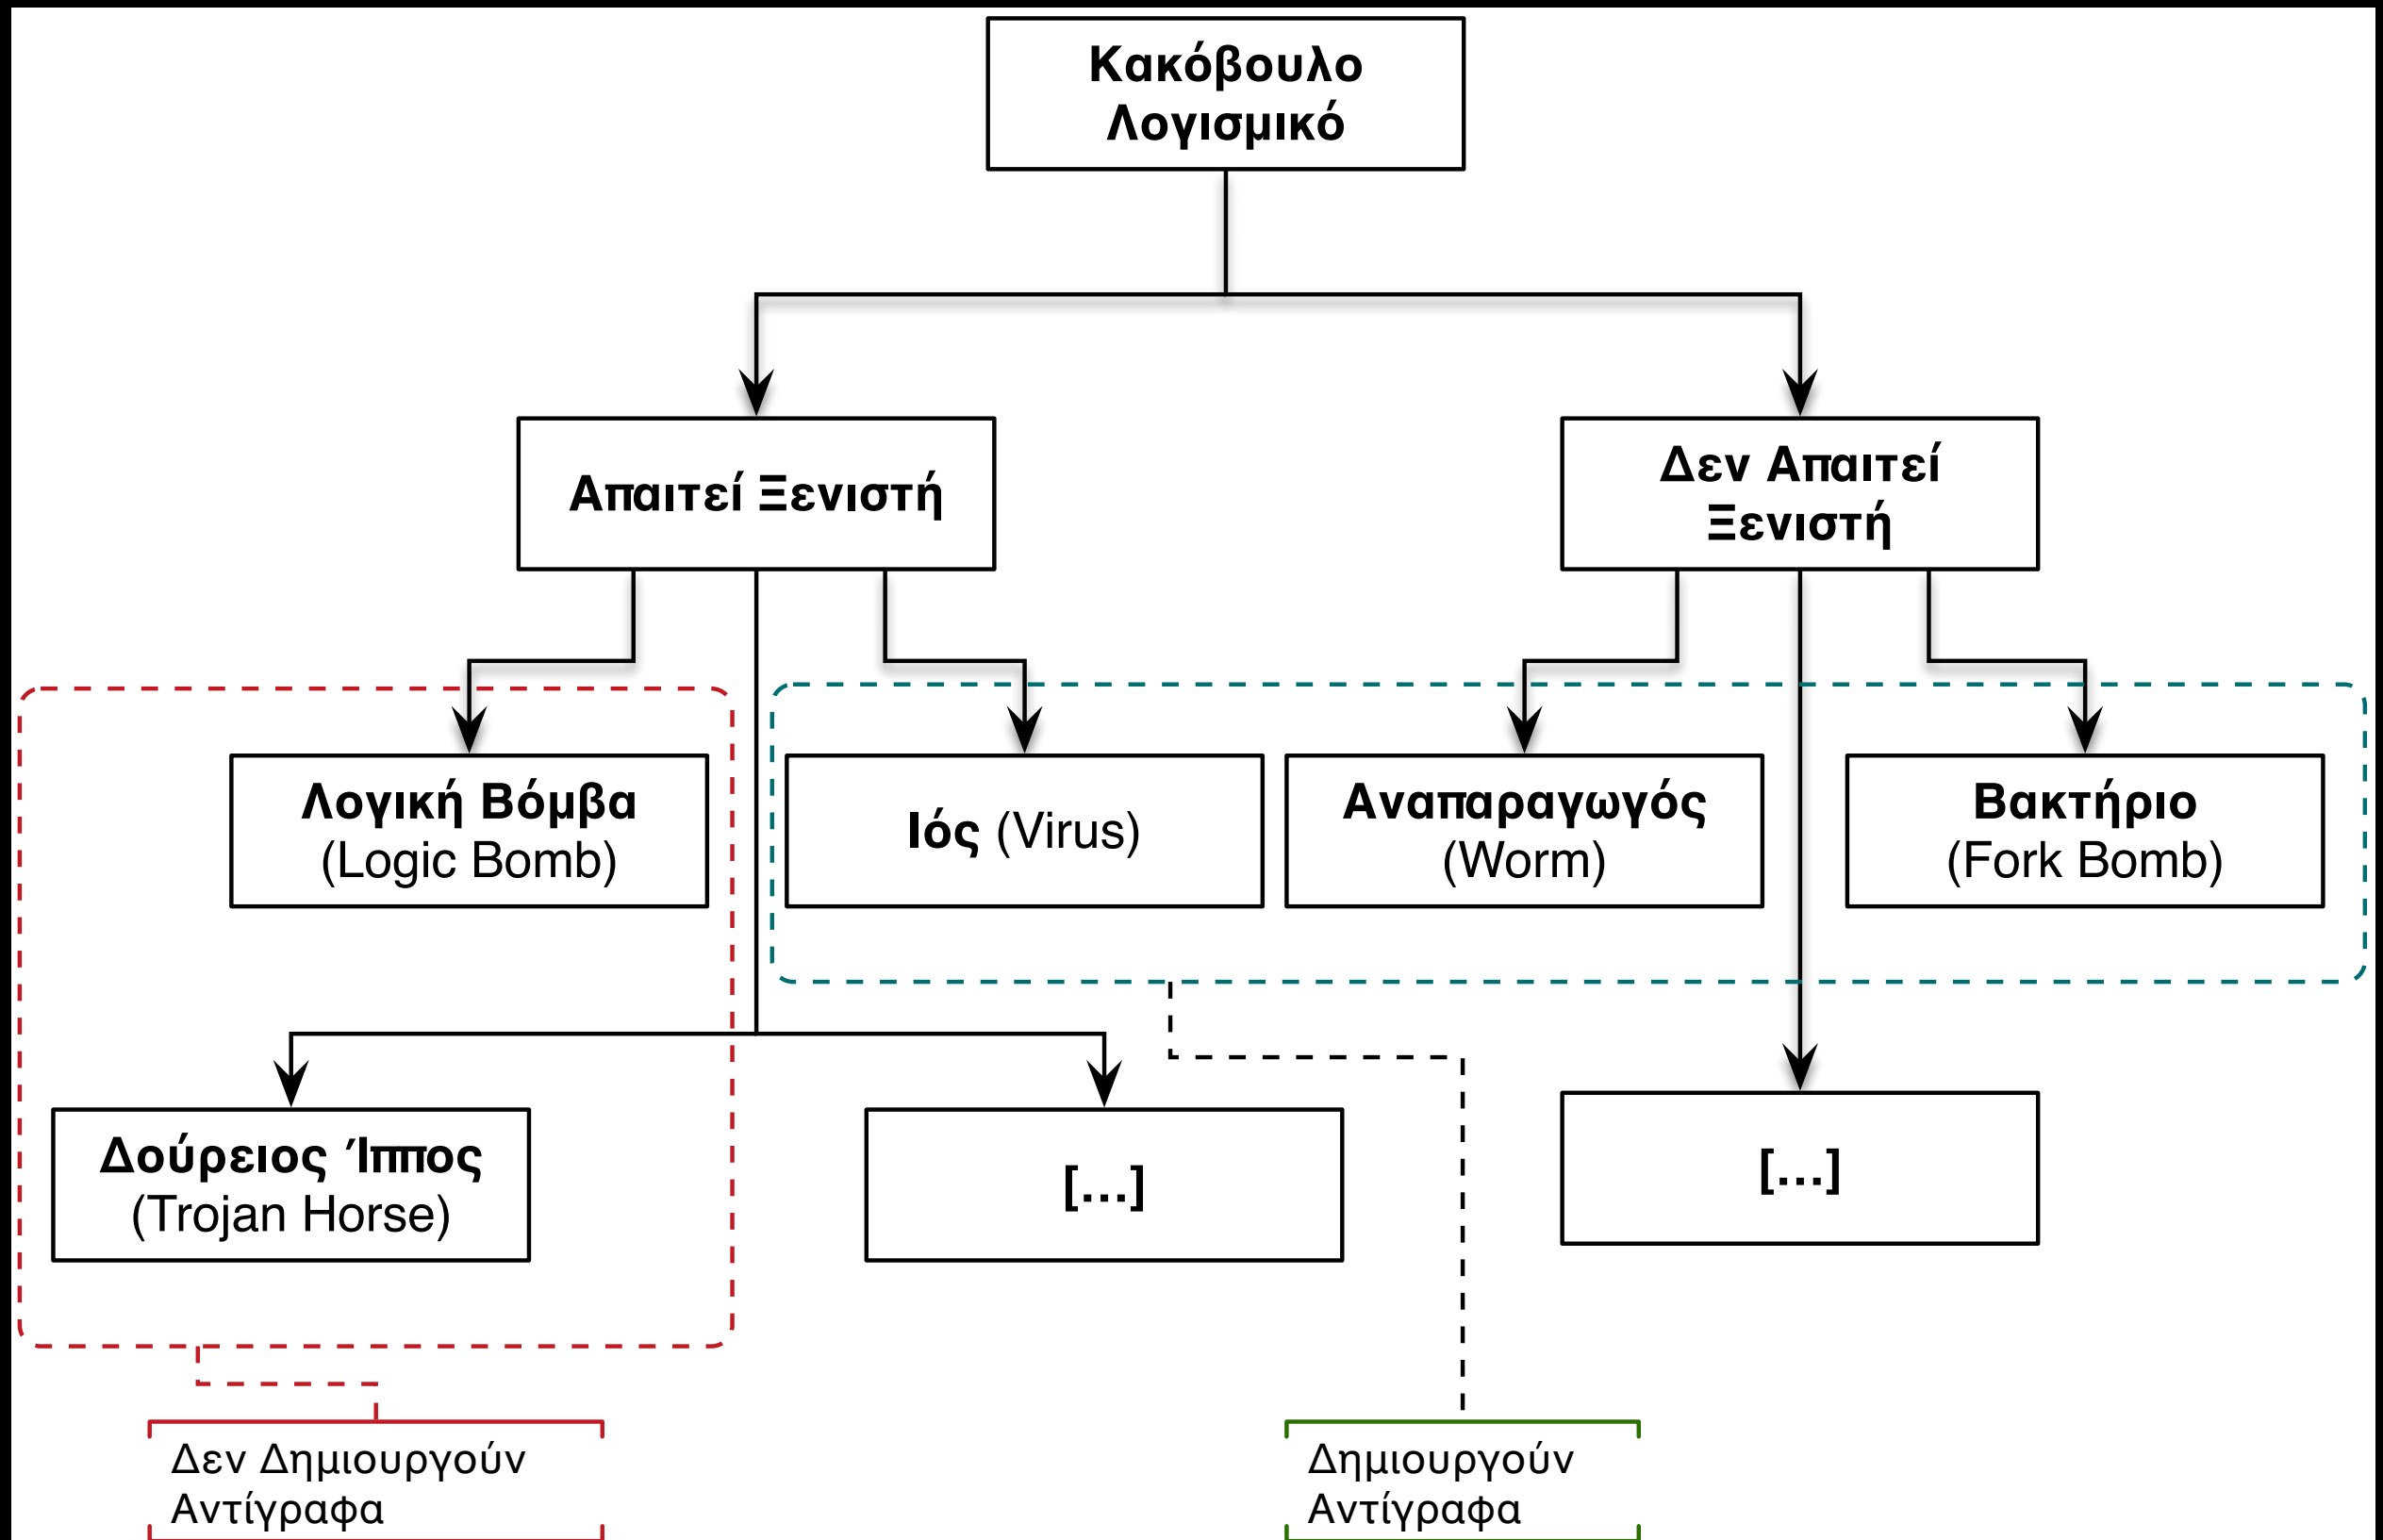 Κακόβουλο
Λογισμικό
Απαιτεί Ξενιστή
Δεν Απαιτεί
Ξενιστή
Λογική Βόμβα
(Logic Bomb)
Ιός (Virus)
Αναπαραγωγός
(Worm)
Βακτήριο
(Fork Bomb)
Δούρειος Ίππος
(Trojan Horse)
[...]
[...]
Δεν Δημιουργούν
Αντίγραφα
Δημιουργούν
Αντίγραφα